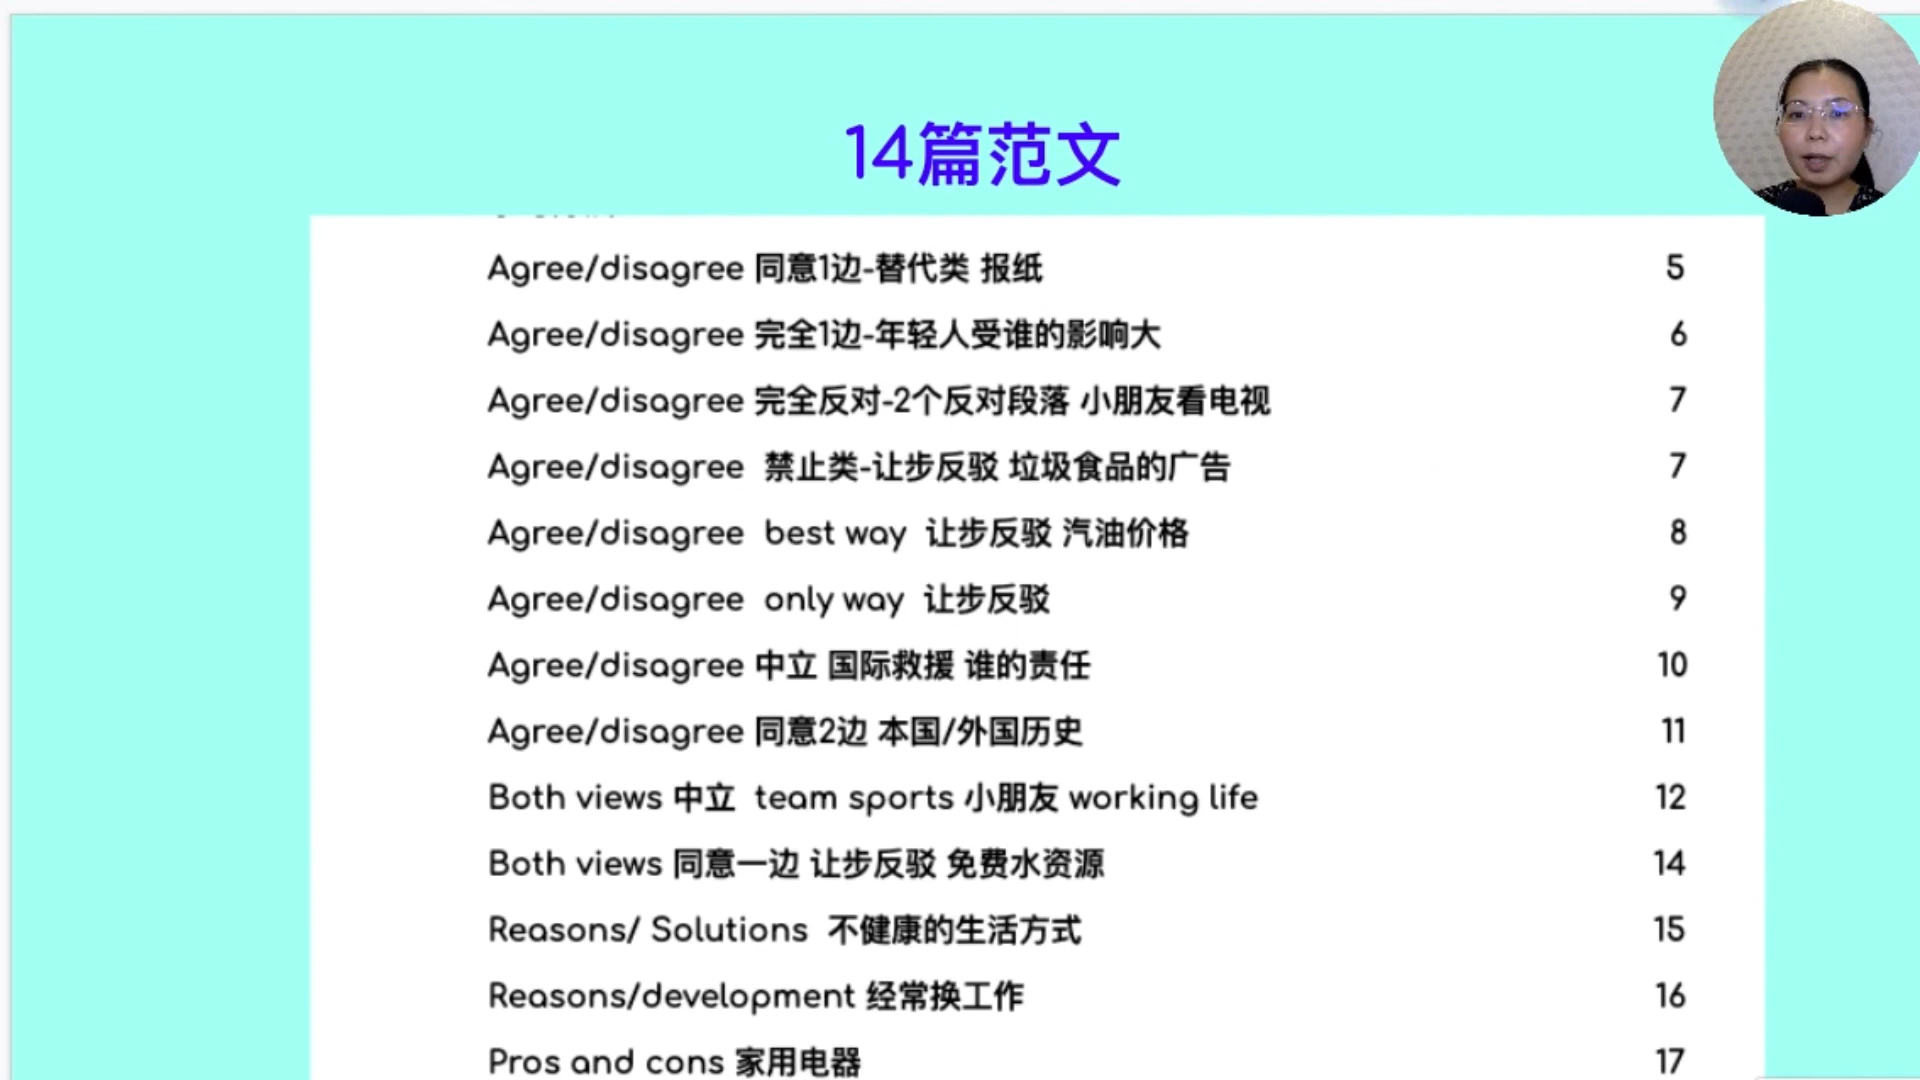 14篇范文
Agree/disagree 同意1边-替代类 报纸 5
Agree/disagree 完全1边-年轻人受谁的影响大 6
Agree/disagree 完全反对-2个反对段落 小朋友看电视 7
Agree/disagree 禁止类-让步反驳 垃圾食品的广告 7
Agree/disagree best way 让步反驳 汽油价格 8
Agree/disagree only way 让步反驳 9
Agree/disagree 中立 国际救援 谁的责任 10
Agree/disagree 同意2边 本国/外国历史 11
Both views 中立 team sports 小朋友 working life 12
Both views 同意一边 让步反驳 免费水资源 14
Reasons/ Solutions 不健康的生活方式 15
Reasons/development 经常换工作 16
Pros and cons 家用电器 17